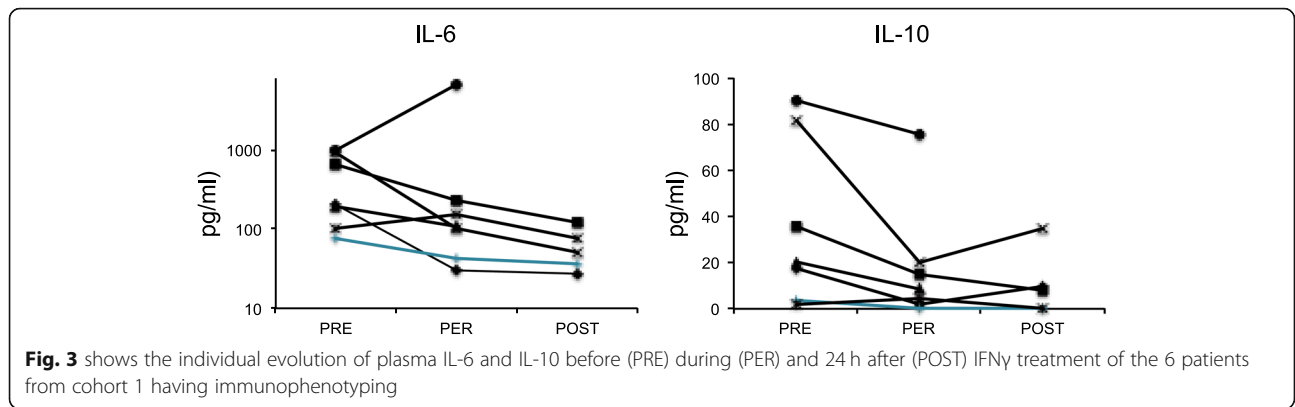 IL-6
IL-10
pg/ml)
1000
100
10
PRE
PER
POST
pg/ml)
100
80
60
40
20
0
PRE
PER
POST
Fig. 3 shows the individual evolution of plasma IL-6 and IL-10 before (PRE) during (PER) and 24 h after (POST) IFNγ treatment of the 6 patients
from cohort 1 having immunophenotyping